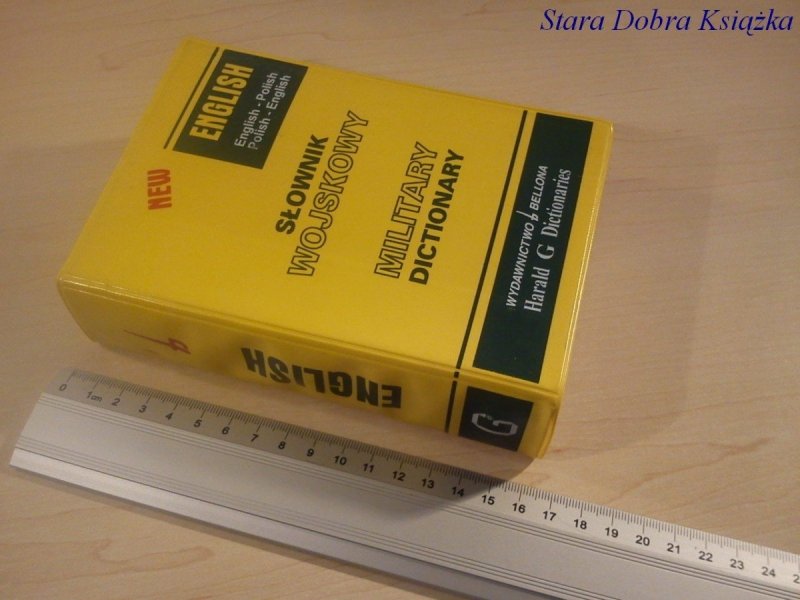 Stara Dobra Książka
NEW
ENGLISH
English - Polish
Polish - English
SŁOWNIK
WOJSKOWY
MILITARY
DICTIONARY
WYDAWNICTWO b BELLONA
Harald G Dictionaries
b
ENGLISH
G
0 1cm 2 3 4 5 6 7 8 9 10 11 12 13 14 15 16 17 18 19 20 21 22 23 24